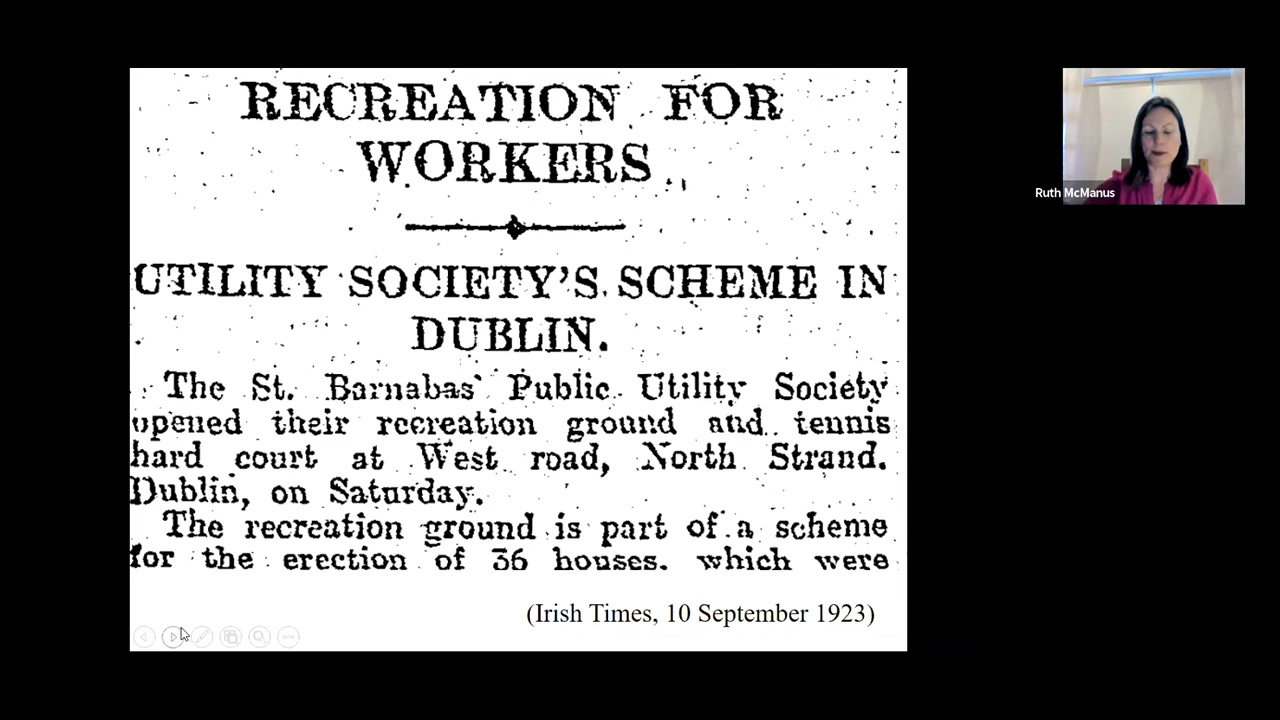 RECREATION FOR
WORKERS
UTILITY SOCIETY'S SCHEME IN
DUBLIN.
The St. Barnabas' Public Utility Society
opened their recreation ground and tennis
hard court at West road, North Strand.
Dublin, on Saturday.
The recreation ground is part of a scheme
for the erection of 36 houses. which were
(Irish Times, 10 September 1923)
Ruth McManus